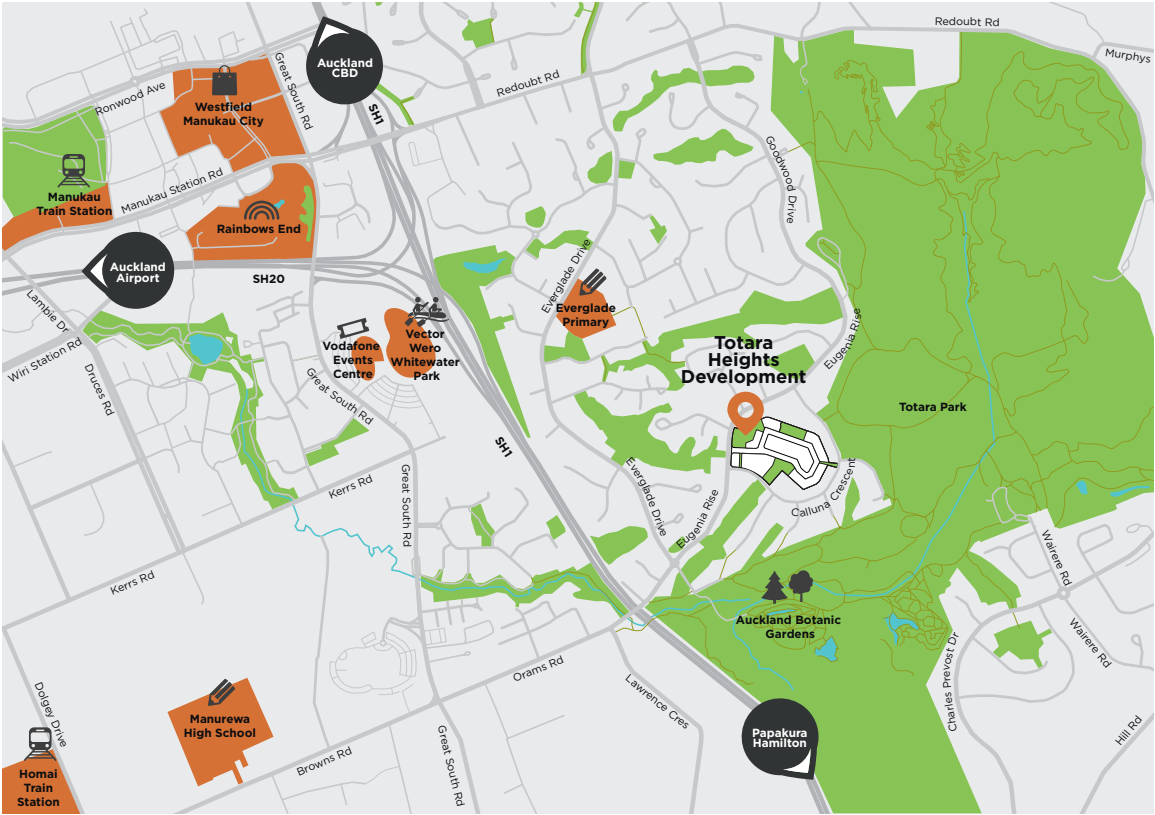 Redoubt Rd
Murphys
Auckland
CBD
Great South Rd
Ronwood Ave
Westfield
Manukau City
SH1
Redoubt Rd
Goodwood Drive
Manukau
Train Station
Manukau Station Rd
Rainbows End
Auckland
Airport
SH20
Everglade Drive
Everglade
Primary
Lambie Dr
Wiri Station Rd
Druces Rd
Vodafone
Events
Centre
Vector
Wero
Whitewater
Park
Great South Rd
Totara
Heights
Development
Eugenia Rise
Totara Park
SH1
Kerrs Rd
Great South Rd
Everglade Drive
Eugenia Rise
Calluna Crescent
Kerrs Rd
Wairere Rd
Auckland Botanic
Gardens
Wairere Rd
Charles Prevost Dr
Orams Rd
Lawrence Cres
Dolgey Drive
Manurewa
High School
Papakura
Hamilton
Hill Rd
Browns Rd
Great South Rd
Homai
Train
Station